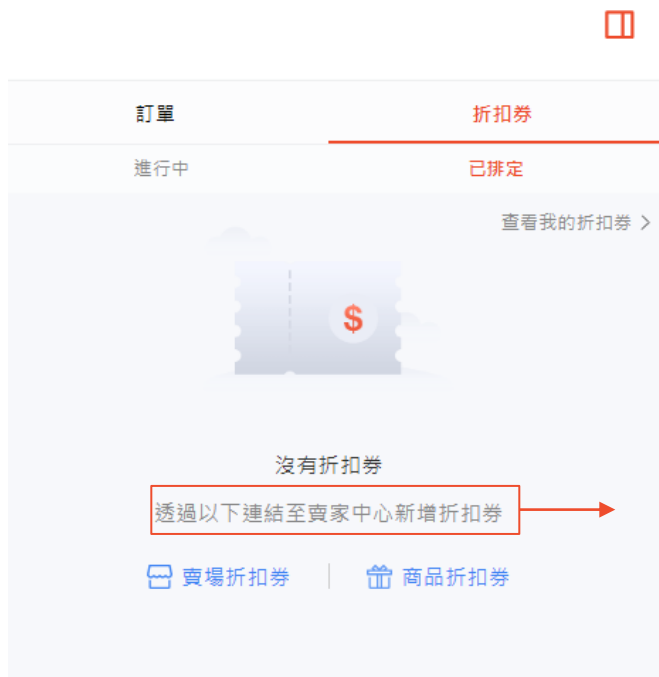 訂單 折扣券
進行中 已排定
查看我的折扣券
$
沒有折扣券
透過以下連結至賣家中心新增折扣券
賣場折扣券 商品折扣券